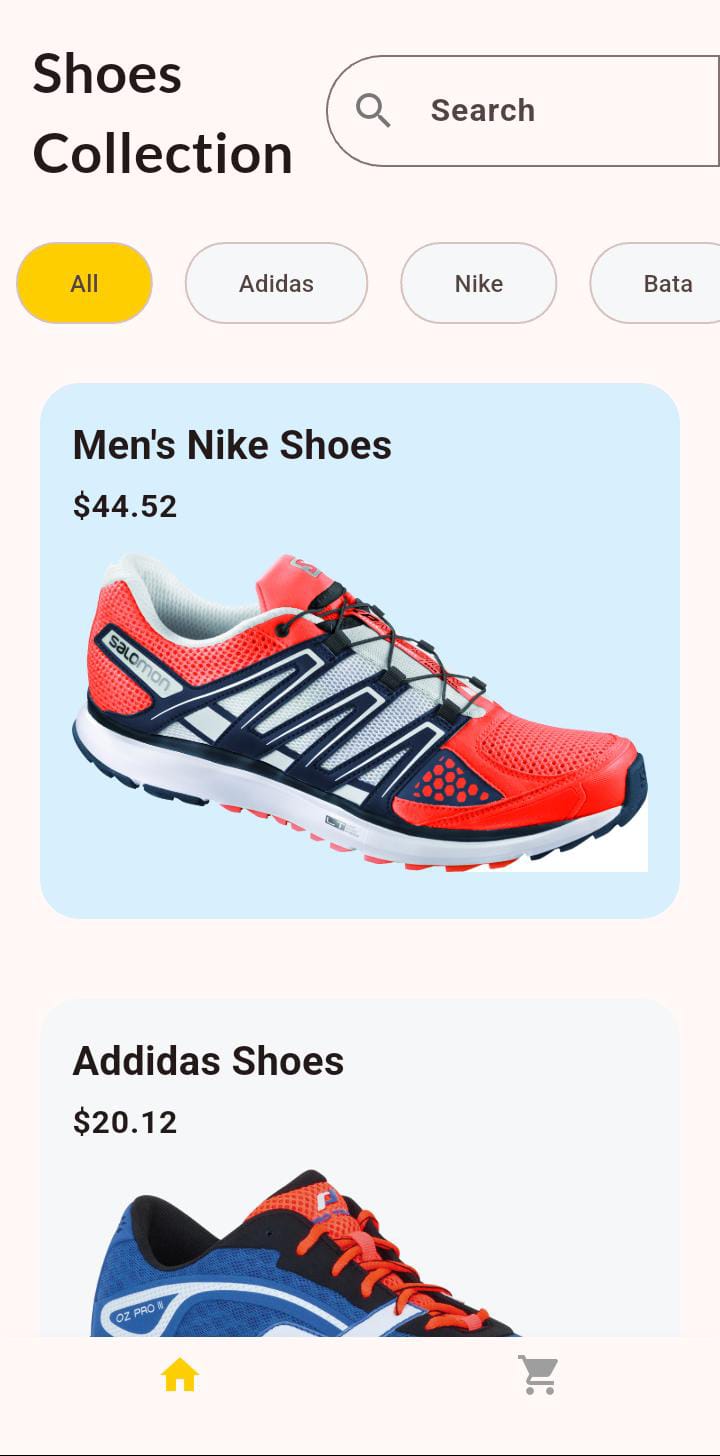 Shoes
Collection
Search
All
Adidas
Nike
Bata
Men's Nike Shoes
$44.52
salomon
Addidas Shoes
$20.12
OZ PRO III